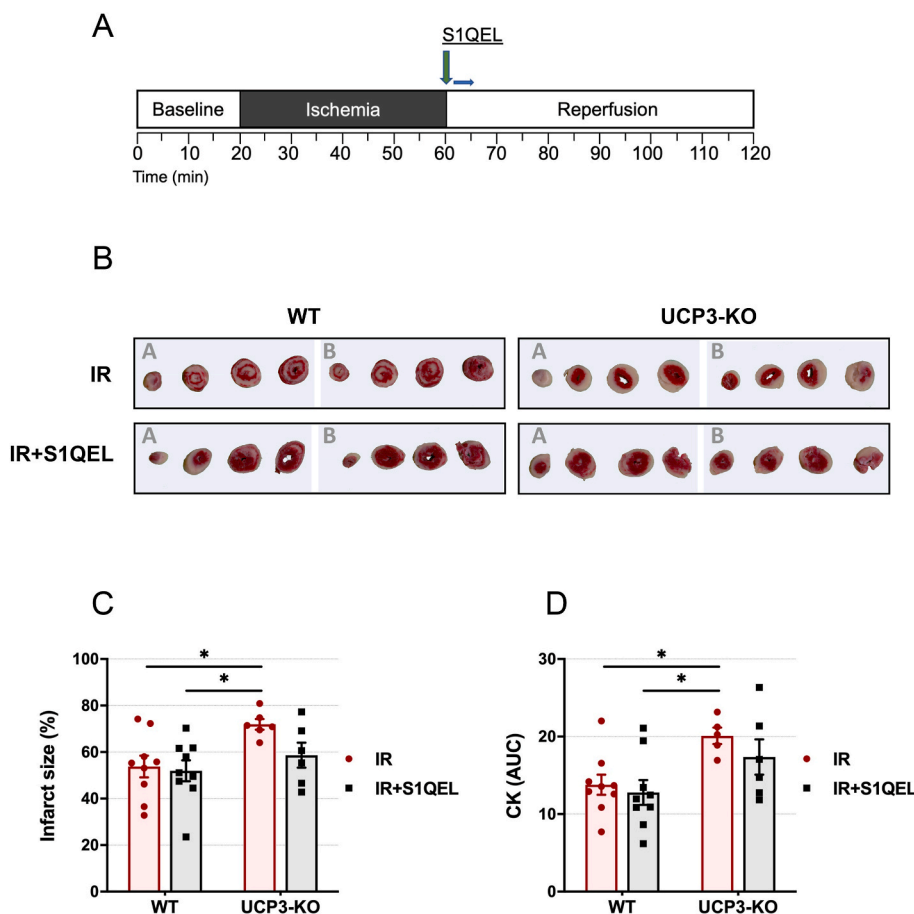 A
S1QEL
Baseline Ischemia Reperfusion
0 10 20 30 40 50 60 70 80 90 100 110 120
Time (min)
B
WT UCP3-KO
IR A B A B
IR+S1QEL A B A B
C D
Infarct size (%)
100
80
60
40
20
0
* 
*
WT UCP3-KO
IR
IR+S1QEL
CK (AUC)
30
20
10
0
*
*
WT UCP3-KO
IR
IR+S1QEL